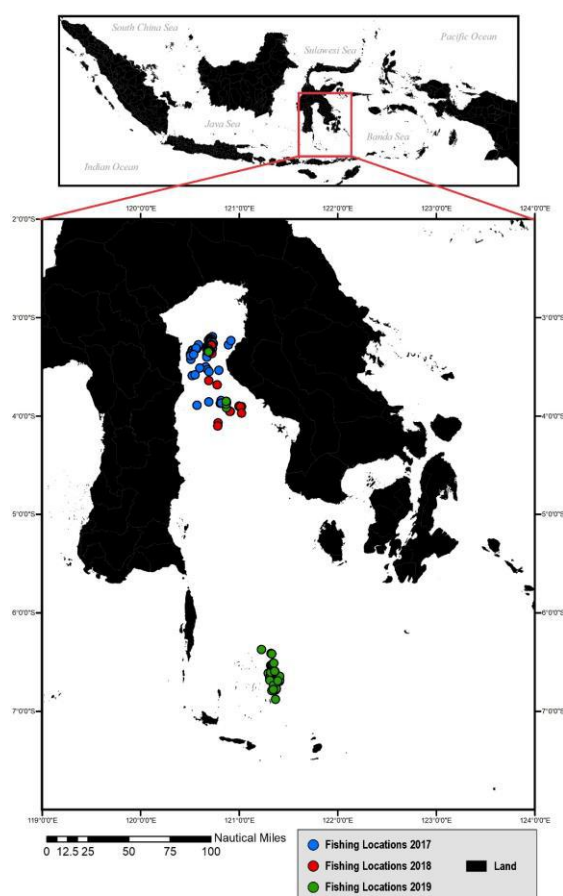 South China Sea
Sulawesi Sea
Pacific Ocean
Java Sea
Banda Sea
Indian Ocean
120°0'0"E 121°0'0"E 122°0'0"E 123°0'0"E 124°0'0"E
2°0'0"S 2°0'0"S
3°0'0"S 3°0'0"S
4°0'0"S 4°0'0"S
5°0'0"S 5°0'0"S
6°0'0"S 6°0'0"S
7°0'0"S 7°0'0"S
119°0'0"E 120°0'0"E 121°0'0"E 122°0'0"E 123°0'0"E 124°0'0"E
Nautical Miles
0 12.5 25 50 75 100
Fishing Locations 2017
Fishing Locations 2018 Land
Fishing Locations 2019